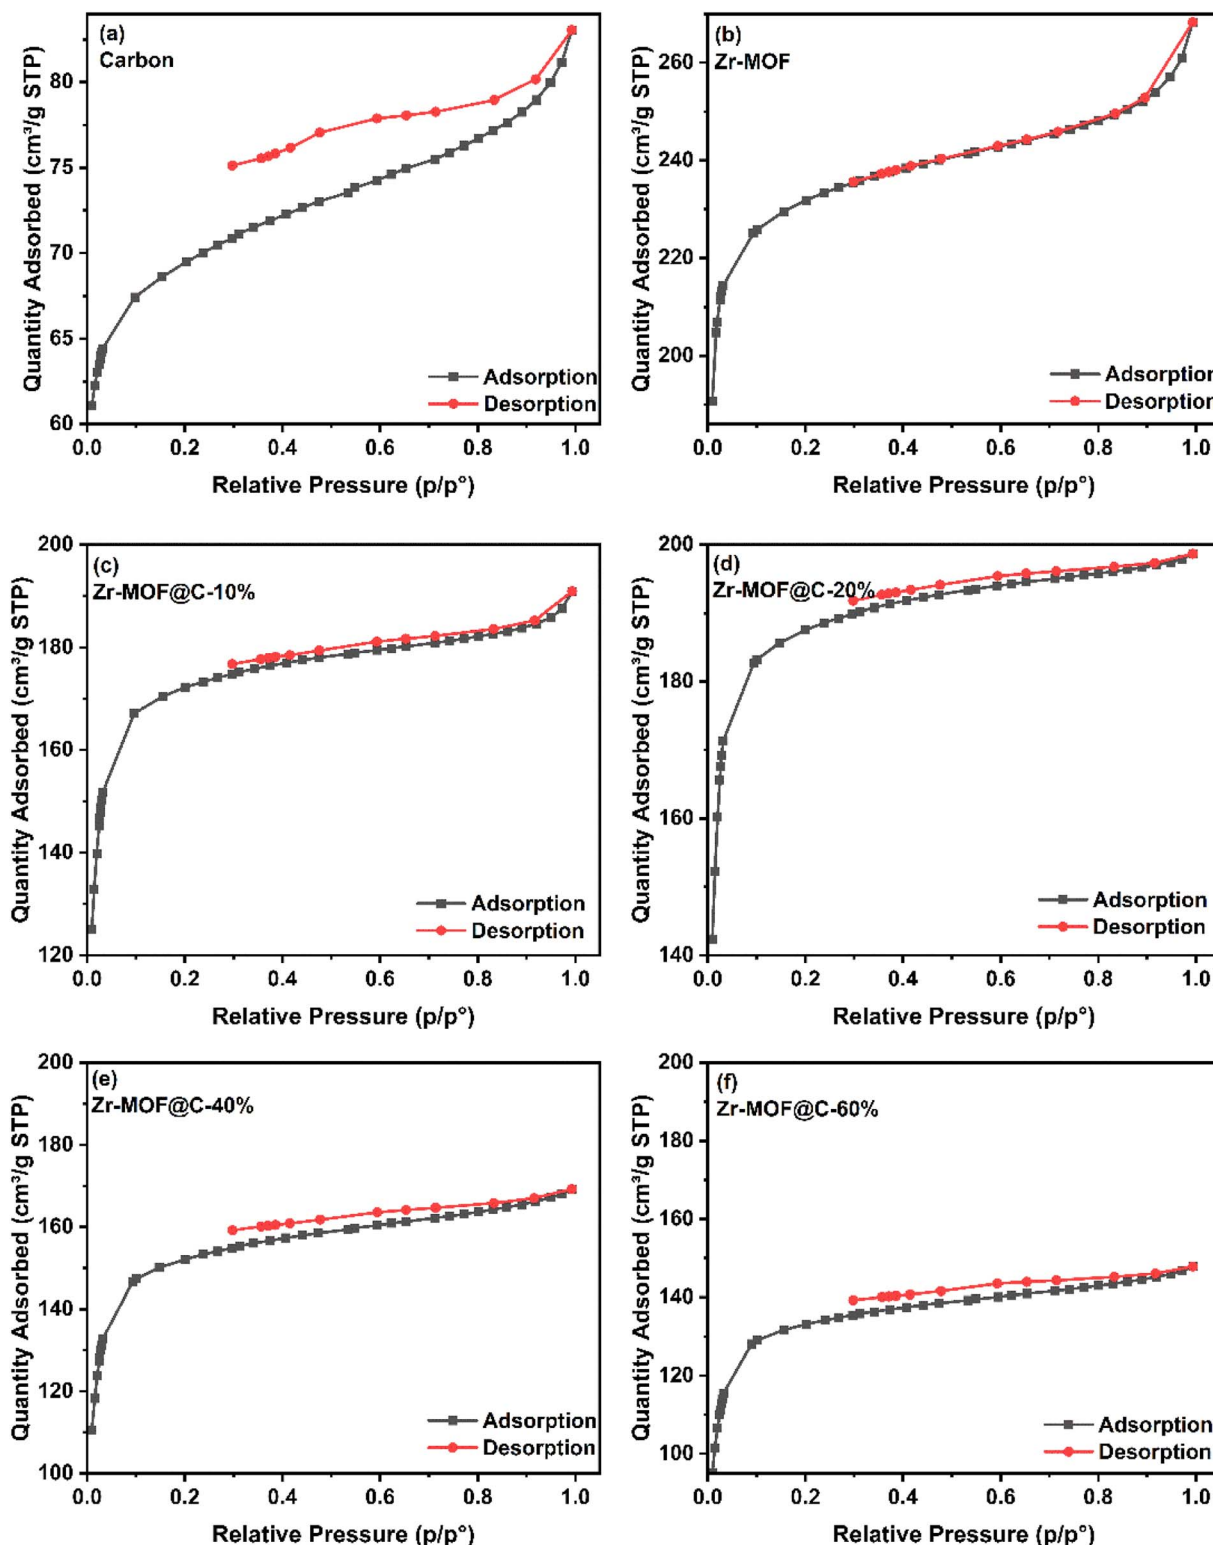 (a)
Carbon
Quantity Adsorbed (cm³/g STP)
80
75
70
65
60
0.0 0.2 0.4 0.6 0.8 1.0
Relative Pressure (p/p°)
Adsorption
Desorption
(b)
Zr-MOF
Quantity Adsorbed (cm³/g STP)
260
240
220
200
0.0 0.2 0.4 0.6 0.8 1.0
Relative Pressure (p/p°)
Adsorption
Desorption
(c)
Zr-MOF@C-10%
Quantity Adsorbed (cm³/g STP)
200
180
160
140
120
0.0 0.2 0.4 0.6 0.8 1.0
Relative Pressure (p/p°)
Adsorption
Desorption
(d)
Zr-MOF@C-20%
Quantity Adsorbed (cm³/g STP)
200
180
160
140
0.0 0.2 0.4 0.6 0.8 1.0
Relative Pressure (p/p°)
Adsorption
Desorption
(e)
Zr-MOF@C-40%
Quantity Adsorbed (cm³/g STP)
200
180
160
140
120
100
0.0 0.2 0.4 0.6 0.8 1.0
Relative Pressure (p/p°)
Adsorption
Desorption
(f)
Zr-MOF@C-60%
Quantity Adsorbed (cm³/g STP)
200
180
160
140
120
100
0.0 0.2 0.4 0.6 0.8 1.0
Relative Pressure (p/p°)
Adsorption
Desorption